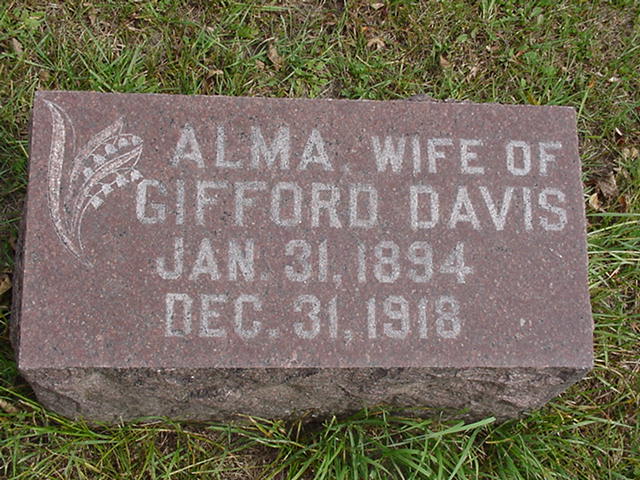 ALMA, WIFE OF
GIFFORD DAVIS
JAN. 31, 1894
DEC. 31, 1918